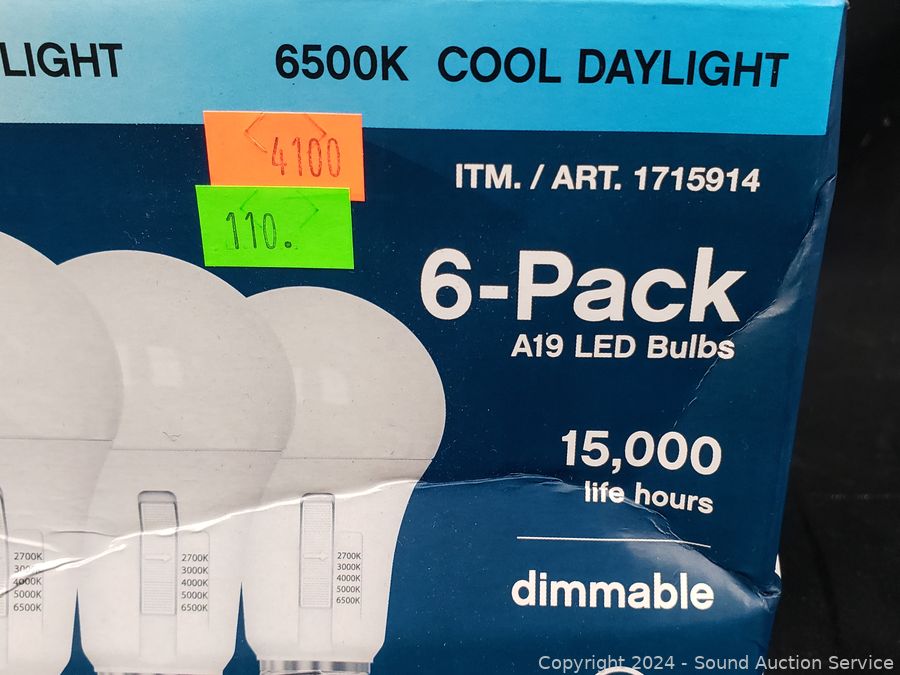 LIGHT
6500K COOL DAYLIGHT
4100
110.
ITM. / ART. 1715914
6-Pack
A19 LED Bulbs
15,000
life hours
dimmable
2700K
3000K
4000K
5000K
6500K
2700K
3000K
4000K
5000K
6500K
2700K
3000K
4000K
5000K
6500K
Copyright 2024 - Sound Auction Service